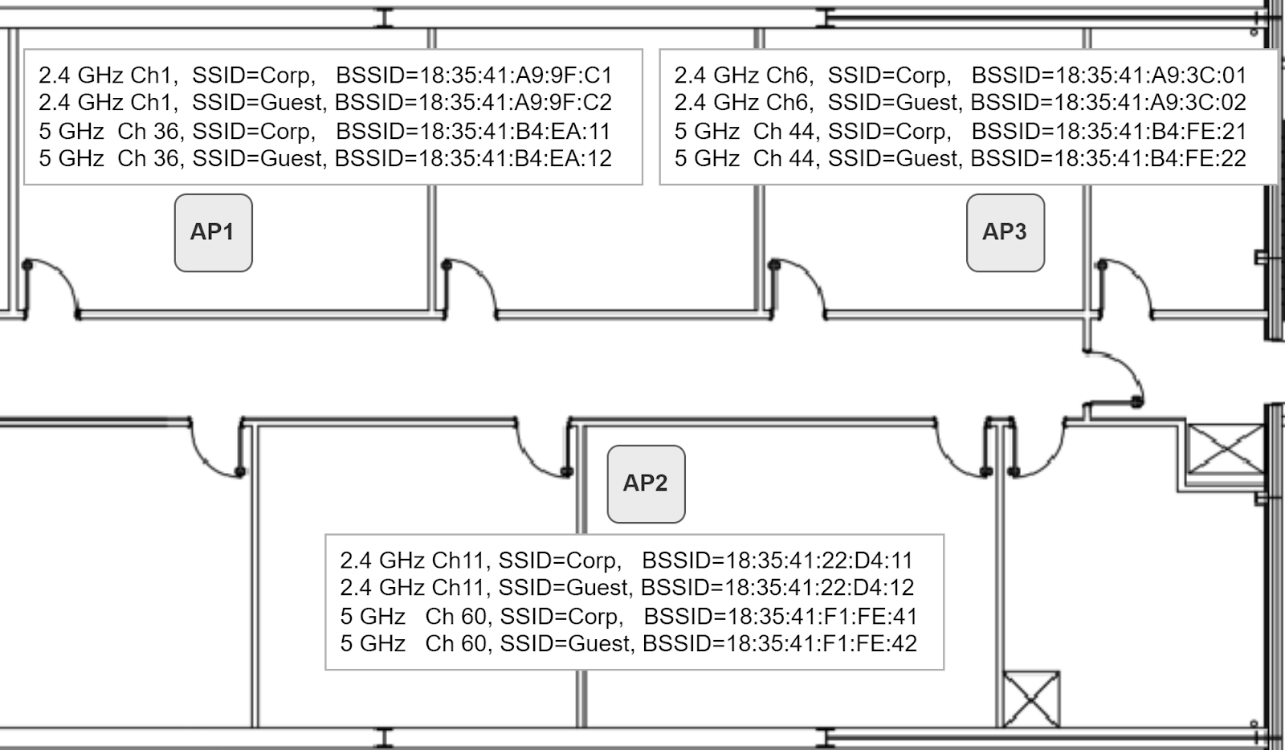 2.4 GHz Ch1, SSID=Corp, BSSID=18:35:41:A9:9F:C1
2.4 GHz Ch1, SSID=Guest, BSSID=18:35:41:A9:9F:C2
5 GHz Ch 36, SSID=Corp, BSSID=18:35:41:B4:EA:11
5 GHz Ch 36, SSID=Guest, BSSID=18:35:41:B4:EA:12
AP1
2.4 GHz Ch6, SSID=Corp, BSSID=18:35:41:A9:3C:01
2.4 GHz Ch6, SSID=Guest, BSSID=18:35:41:A9:3C:02
5 GHz Ch 44, SSID=Corp, BSSID=18:35:41:B4:FE:21
5 GHz Ch 44, SSID=Guest, BSSID=18:35:41:B4:FE:22
AP3
AP2
2.4 GHz Ch11, SSID=Corp, BSSID=18:35:41:22:D4:11
2.4 GHz Ch11, SSID=Guest, BSSID=18:35:41:22:D4:12
5 GHz Ch 60, SSID=Corp, BSSID=18:35:41:F1:FE:41
5 GHz Ch 60, SSID=Guest, BSSID=18:35:41:F1:FE:42